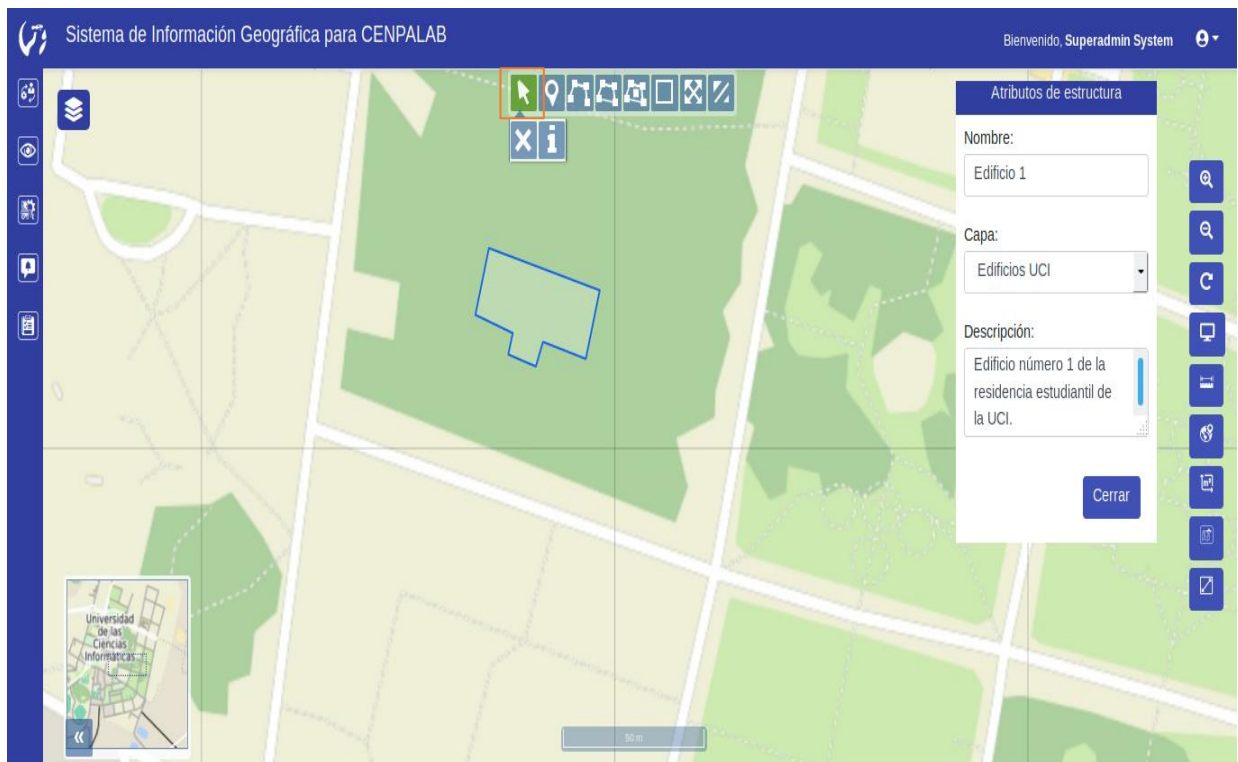 Sistema de Información Geográfica para CENPALAB
Bienvenido, Superadmin System
Atributos de estructura
Nombre:
Edificio 1
Capa:
Edificios UCI
Descripción:
Edificio número 1 de la
residencia estudiantil de
la UCI.
Cerrar
Universidad
de las
Ciencias
Informáticas
«
50 m